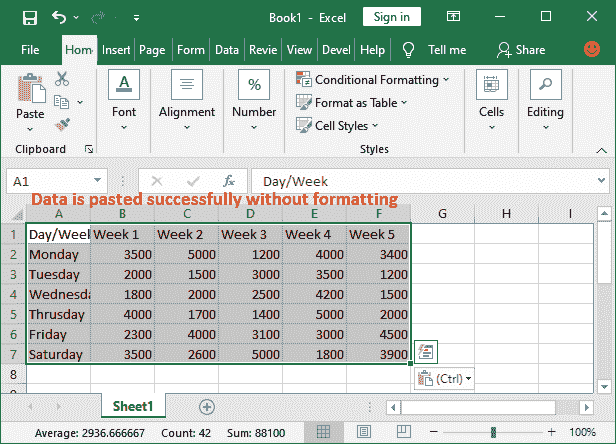 Book1 - Excel Sign in
File Home Insert Page Form Data Revie View Devel Help Tell me Share
Paste Font Alignment % Number Conditional Formatting Format as Table Cell Styles Cells Editing
Clipboard Styles
A1 fx Day/Week
Data is pasted successfully without formatting
A B C D E F G H I
1 Day/Week Week 1 Week 2 Week 3 Week 4 Week 5
2 Monday 3500 5000 1200 4000 3400
3 Tuesday 2000 1500 3000 3500 1200
4 Wednesda 1800 2000 2500 4200 1500
5 Thrusday 4000 1700 1400 5000 2000
6 Friday 2300 4000 3100 3000 4500
7 Saturday 3500 2600 5000 1800 3900
8 (Ctrl)
Sheet1
Average: 2936.666667 Count: 42 Sum: 88100 100%